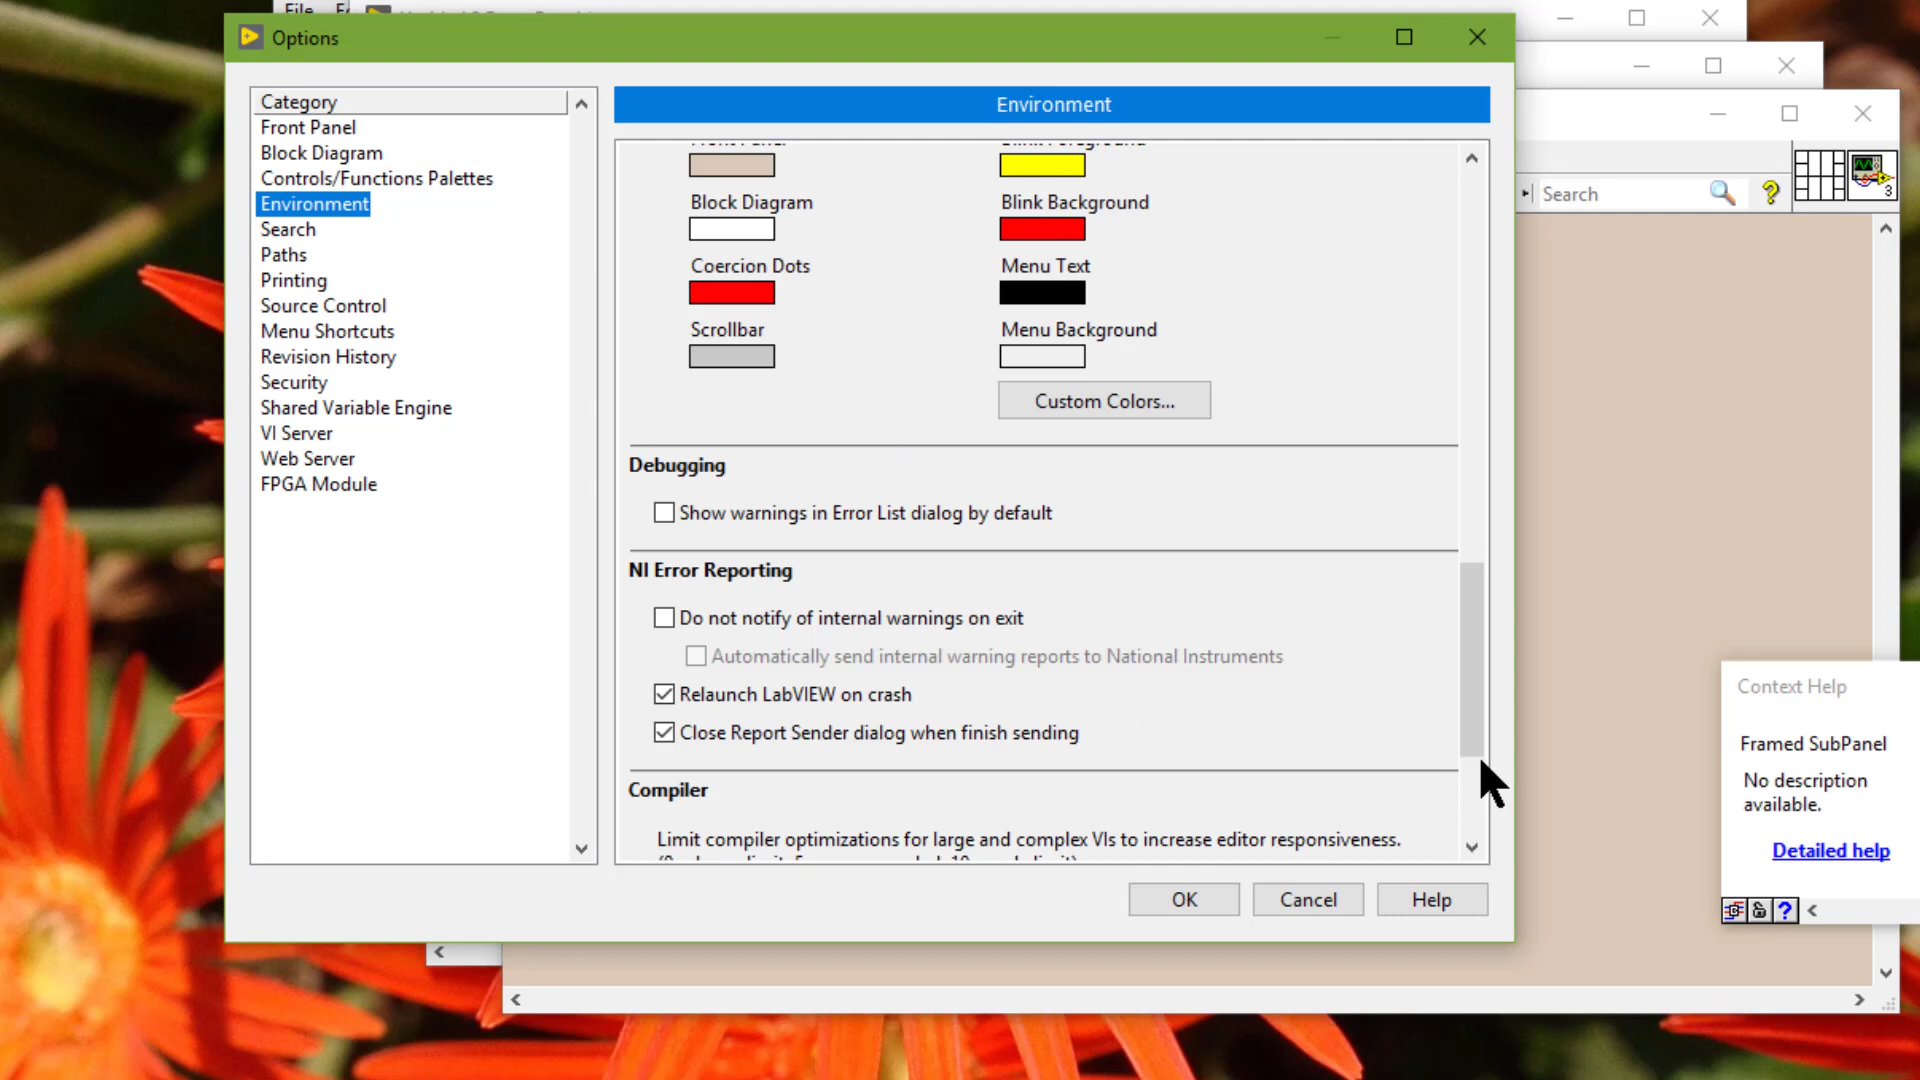 File
Options
Category
Front Panel
Block Diagram
Controls/Functions Palettes
Environment
Search
Paths
Printing
Source Control
Menu Shortcuts
Revision History
Security
Shared Variable Engine
VI Server
Web Server
FPGA Module
Environment
Block Diagram
Blink Background
Coercion Dots
Menu Text
Scrollbar
Menu Background
Custom Colors...
Debugging
Show warnings in Error List dialog by default
NI Error Reporting
Do not notify of internal warnings on exit
Automatically send internal warning reports to National Instruments
Relaunch LabVIEW on crash
Close Report Sender dialog when finish sending
Compiler
Limit compiler optimizations for large and complex VIs to increase editor responsiveness.
OK
Cancel
Help
Search
3
Context Help
Framed SubPanel
No description
available.
Detailed help